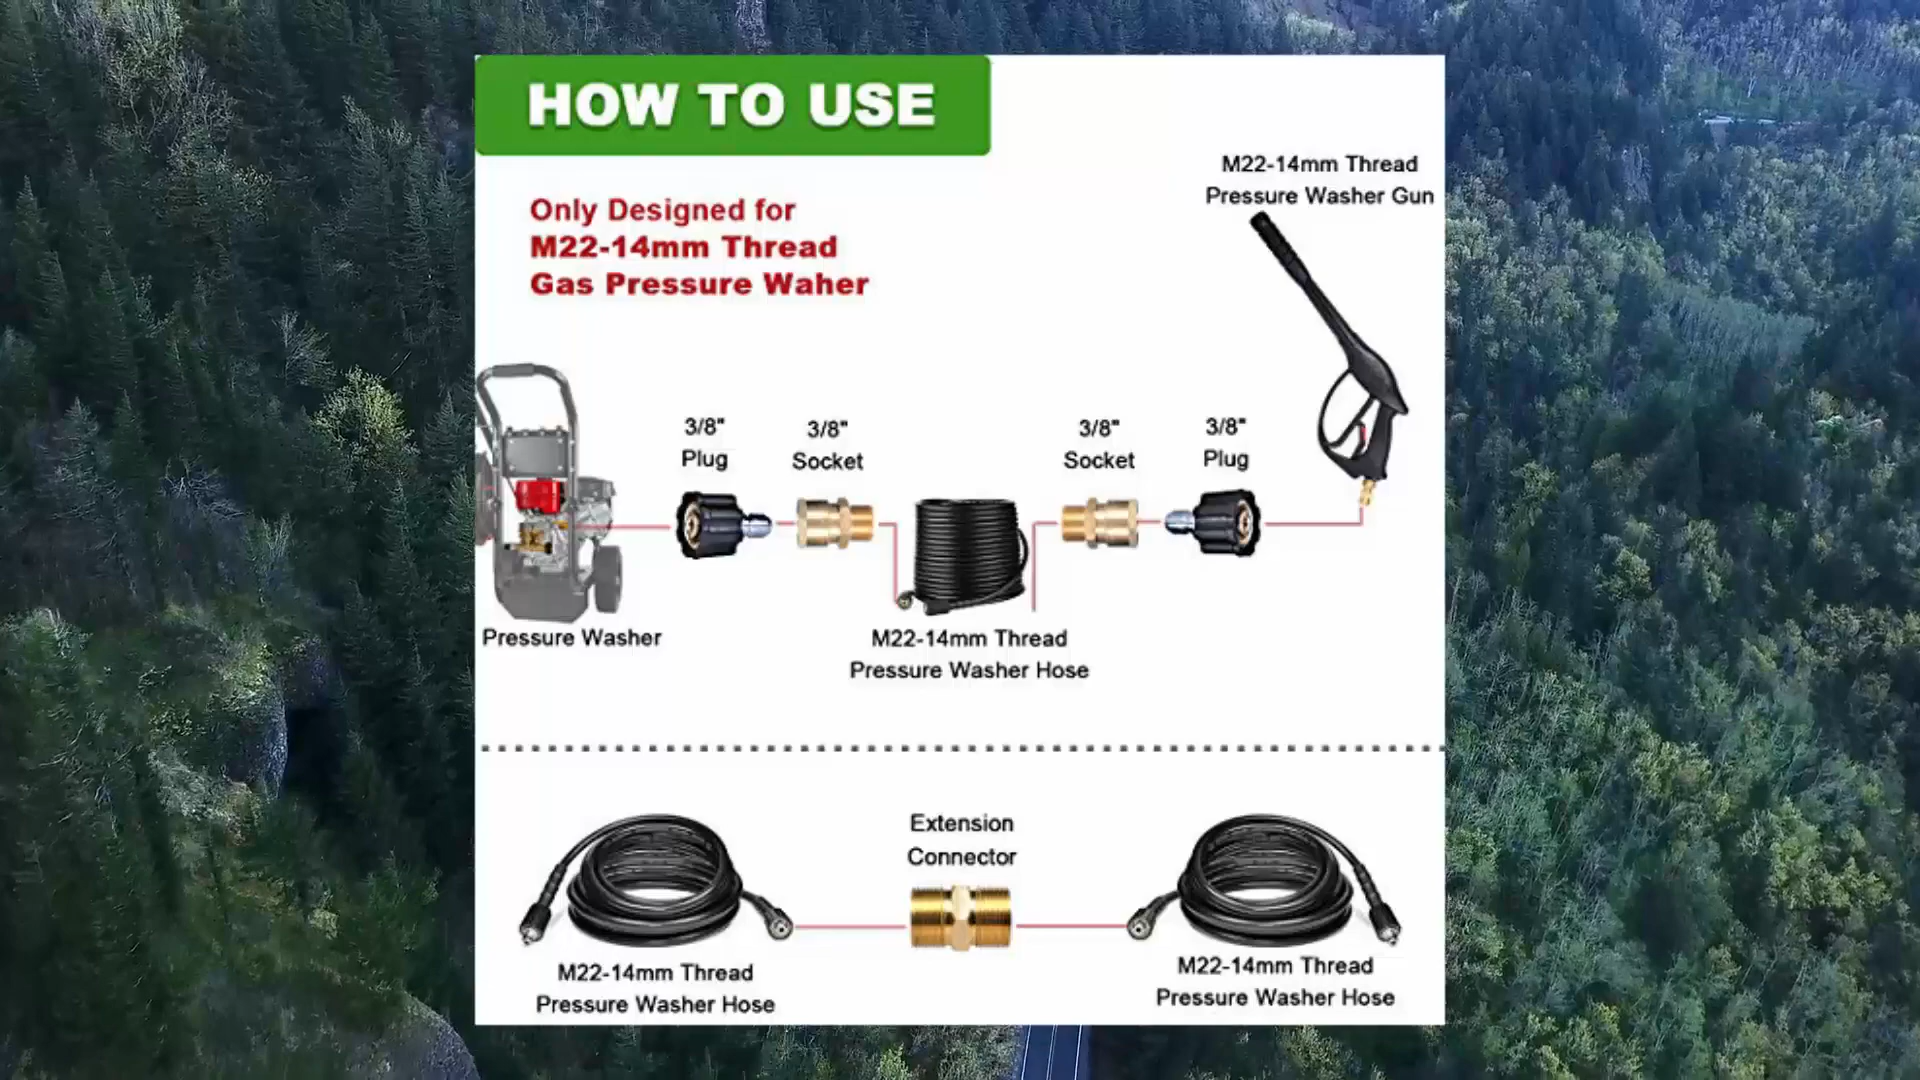 HOW TO USE
M22-14mm Thread
Pressure Washer Gun
Only Designed for
M22-14mm Thread
Gas Pressure Waher
3/8"
Plug
3/8"
Socket
3/8"
Socket
3/8"
Plug
Pressure Washer
M22-14mm Thread
Pressure Washer Hose
Extension
Connector
M22-14mm Thread
Pressure Washer Hose
M22-14mm Thread
Pressure Washer Hose